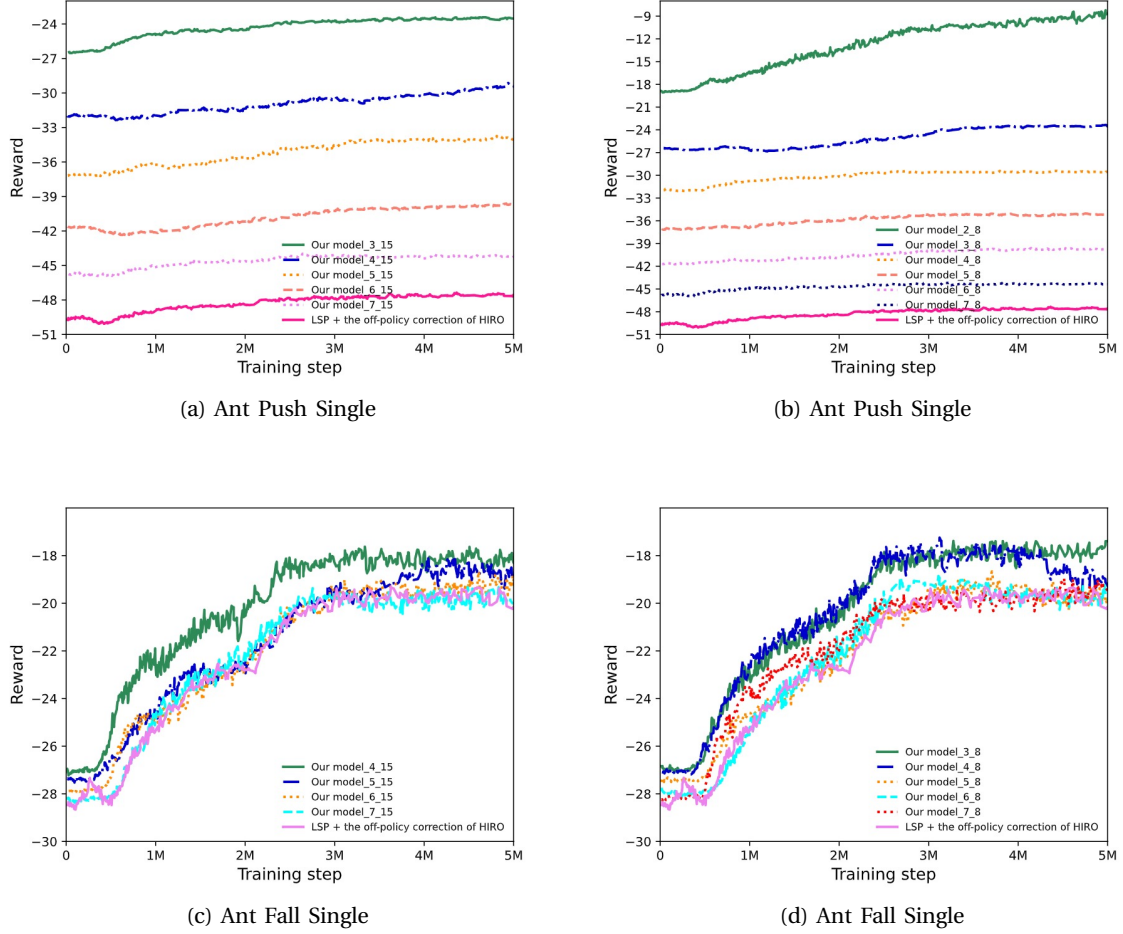 −24
−27
−30
−33
−36
−39
−42
−45
−48
−51
Reward
Our model_3_15
Our model_4_15
Our model_5_15
Our model_6_15
Our model_7_15
LSP + the off-policy correction of HIRO
0 1M 2M 3M 4M 5M
Training step
(a) Ant Push Single
−9
−12
−15
−18
−21
−24
−27
−30
−33
−36
−39
−42
−45
−48
−51
Reward
Our model_2_8
Our model_3_8
Our model_4_8
Our model_5_8
Our model_6_8
Our model_7_8
LSP + the off-policy correction of HIRO
0 1M 2M 3M 4M 5M
Training step
(b) Ant Push Single
−18
−20
−22
−24
−26
−28
−30
Reward
Our model_4_15
Our model_5_15
Our model_6_15
Our model_7_15
LSP + the off-policy correction of HIRO
0 1M 2M 3M 4M 5M
Training step
(c) Ant Fall Single
−18
−20
−22
−24
−26
−28
−30
Reward
Our model_3_8
Our model_4_8
Our model_5_8
Our model_6_8
Our model_7_8
LSP + the off-policy correction of HIRO
0 1M 2M 3M 4M 5M
Training step
(d) Ant Fall Single